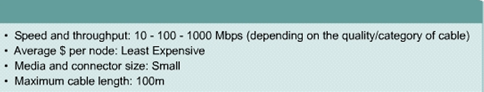 • Speed and throughput: 10 - 100 - 1000 Mbps (depending on the quality/category of cable)
• Average $ per node: Least Expensive
• Media and connector size: Small
• Maximum cable length: 100m